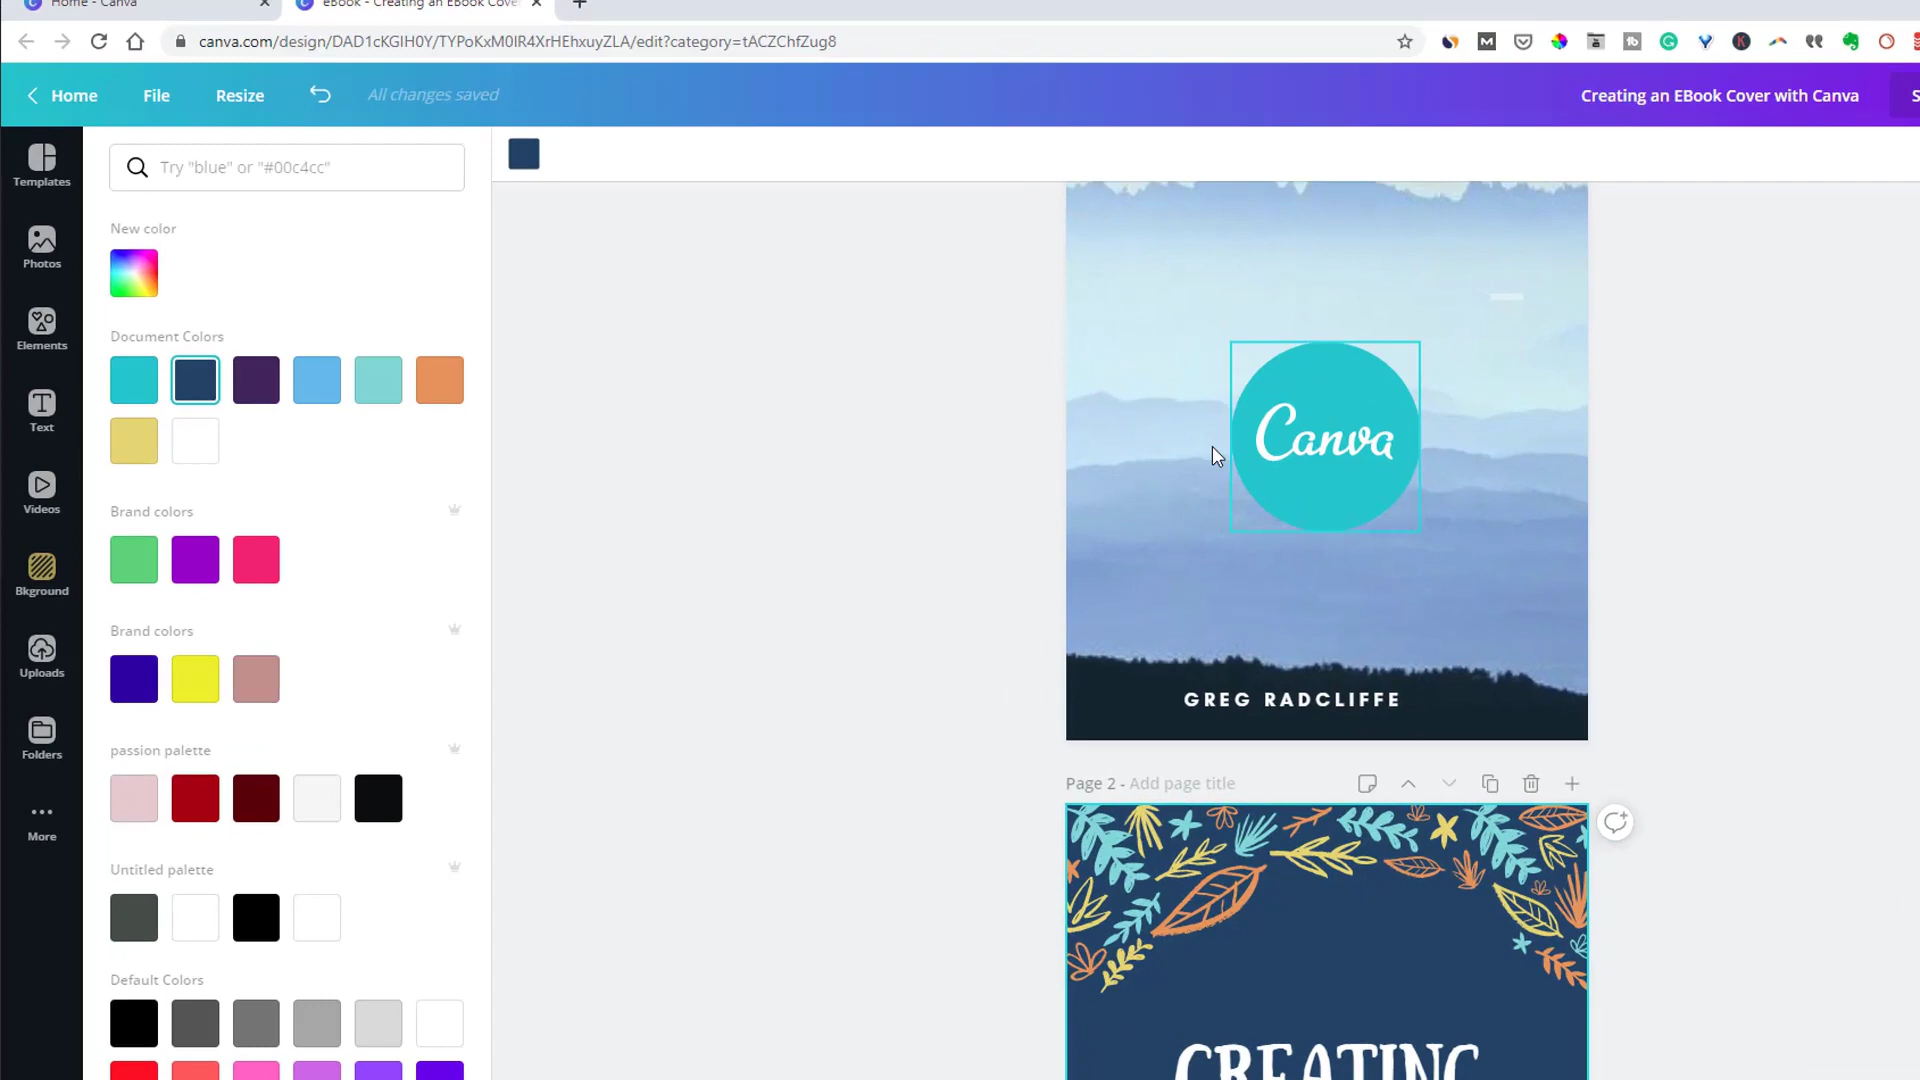 Home - Canva
eBook - Creating an EBook Cove
canva.com/design/DAD1cKGIH0Y/TYPoKxM0IR4XrHEhxuyZLA/edit?category=tACZChfZug8
Home
File
Resize
All changes saved
Creating an EBook Cover with Canva
S
Templates
Photos
Elements
Text
Videos
Bkground
Uploads
Folders
More
Try "blue" or "#00c4cc"
New color
Document Colors
Brand colors
Brand colors
passion palette
Untitled palette
Default Colors
Canva
GREG RADCLIFFE
Page 2 - Add page title
CREATING